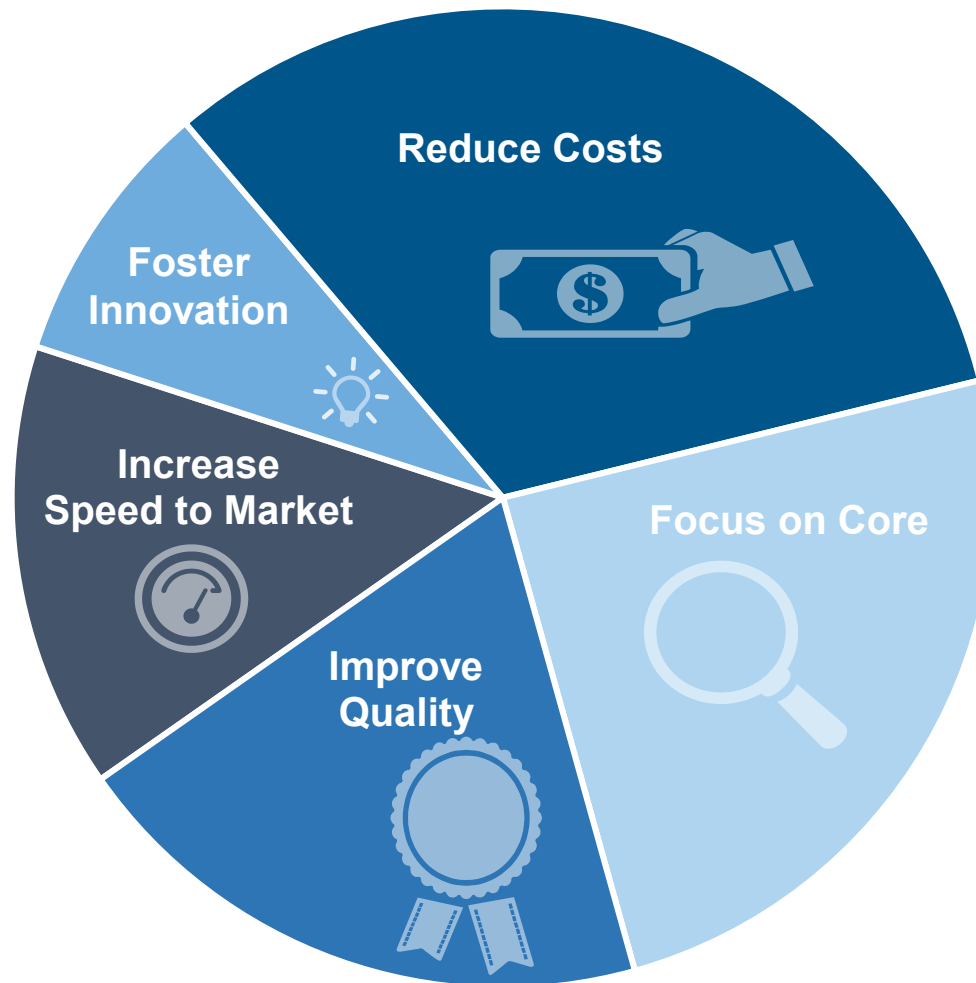 Reduce Costs
Foster
Innovation
$
Increase
Speed to Market
Focus on Core
Improve
Quality